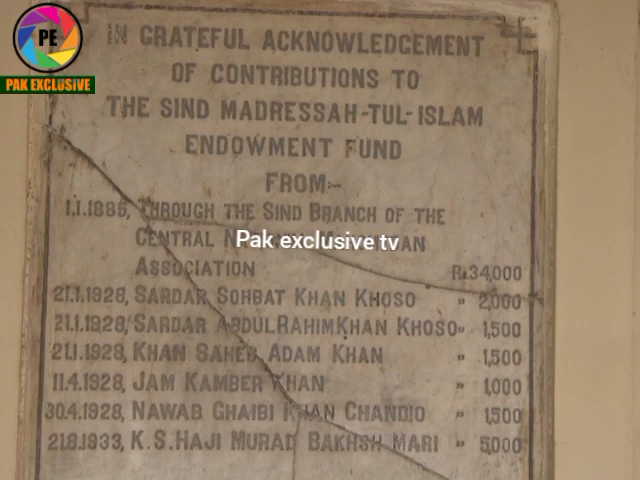 PE
PAK EXCLUSIVE
IN GRATEFUL ACKNOWLEDGEMENT
OF CONTRIBUTIONS TO
THE SIND MADRESSAH-TUL-ISLAM
ENDOWMENT FUND
FROM:-
1.1.1895, THROUGH THE SIND BRANCH OF THE
CENTRAL
Pak exclusive tv
ASSOCIATION Rs.34,000
21.1.1928, SARDAR SOHBAT KHAN KHOSO " 2,000
21.1.1928, SARDAR ABDUL RAHIM KHAN KHOSO " 1,500
21.1.1928, KHAN SAHEB ADAM KHAN " 1,500
11.4.1928, JAM KAMBER KHAN " 1,000
30.4.1928, NAWAB GHAIBI KHAN CHANDIO " 1,500
21.8.1933, K.S. HAJI MURAD BAKHSH MARI " 5,000